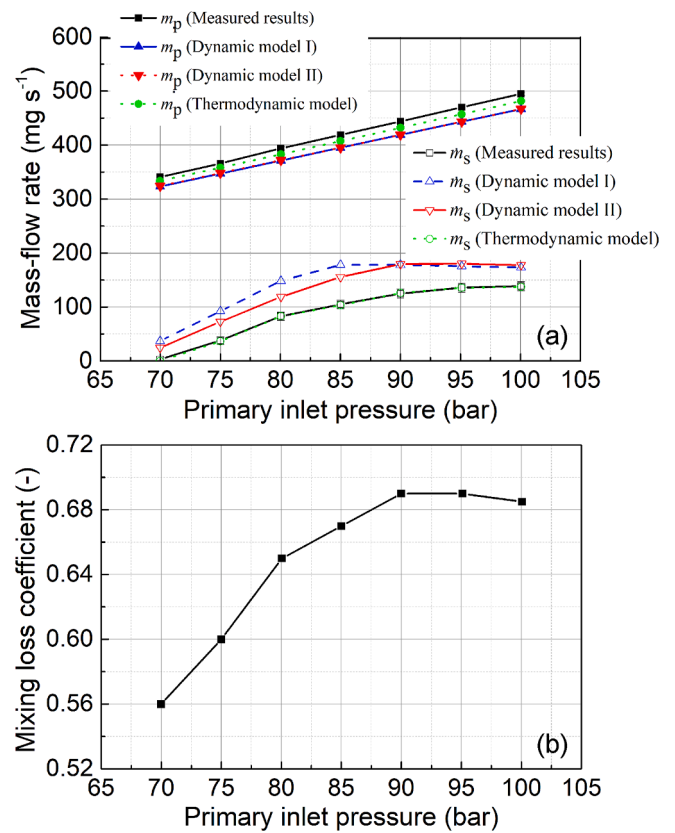 mp (Measured results)
mp (Dynamic model I)
mp (Dynamic model II)
mp (Thermodynamic model)
ms (Measured results)
ms (Dynamic model I)
ms (Dynamic model II)
ms (Thermodynamic model)
Mass-flow rate (mg s⁻¹)
600
500
400
300
200
100
0
(a)
65 70 75 80 85 90 95 100 105
Primary inlet pressure (bar)
Mixing loss coefficient (-)
0.72
0.68
0.64
0.60
0.56
0.52
(b)
65 70 75 80 85 90 95 100 105
Primary inlet pressure (bar)